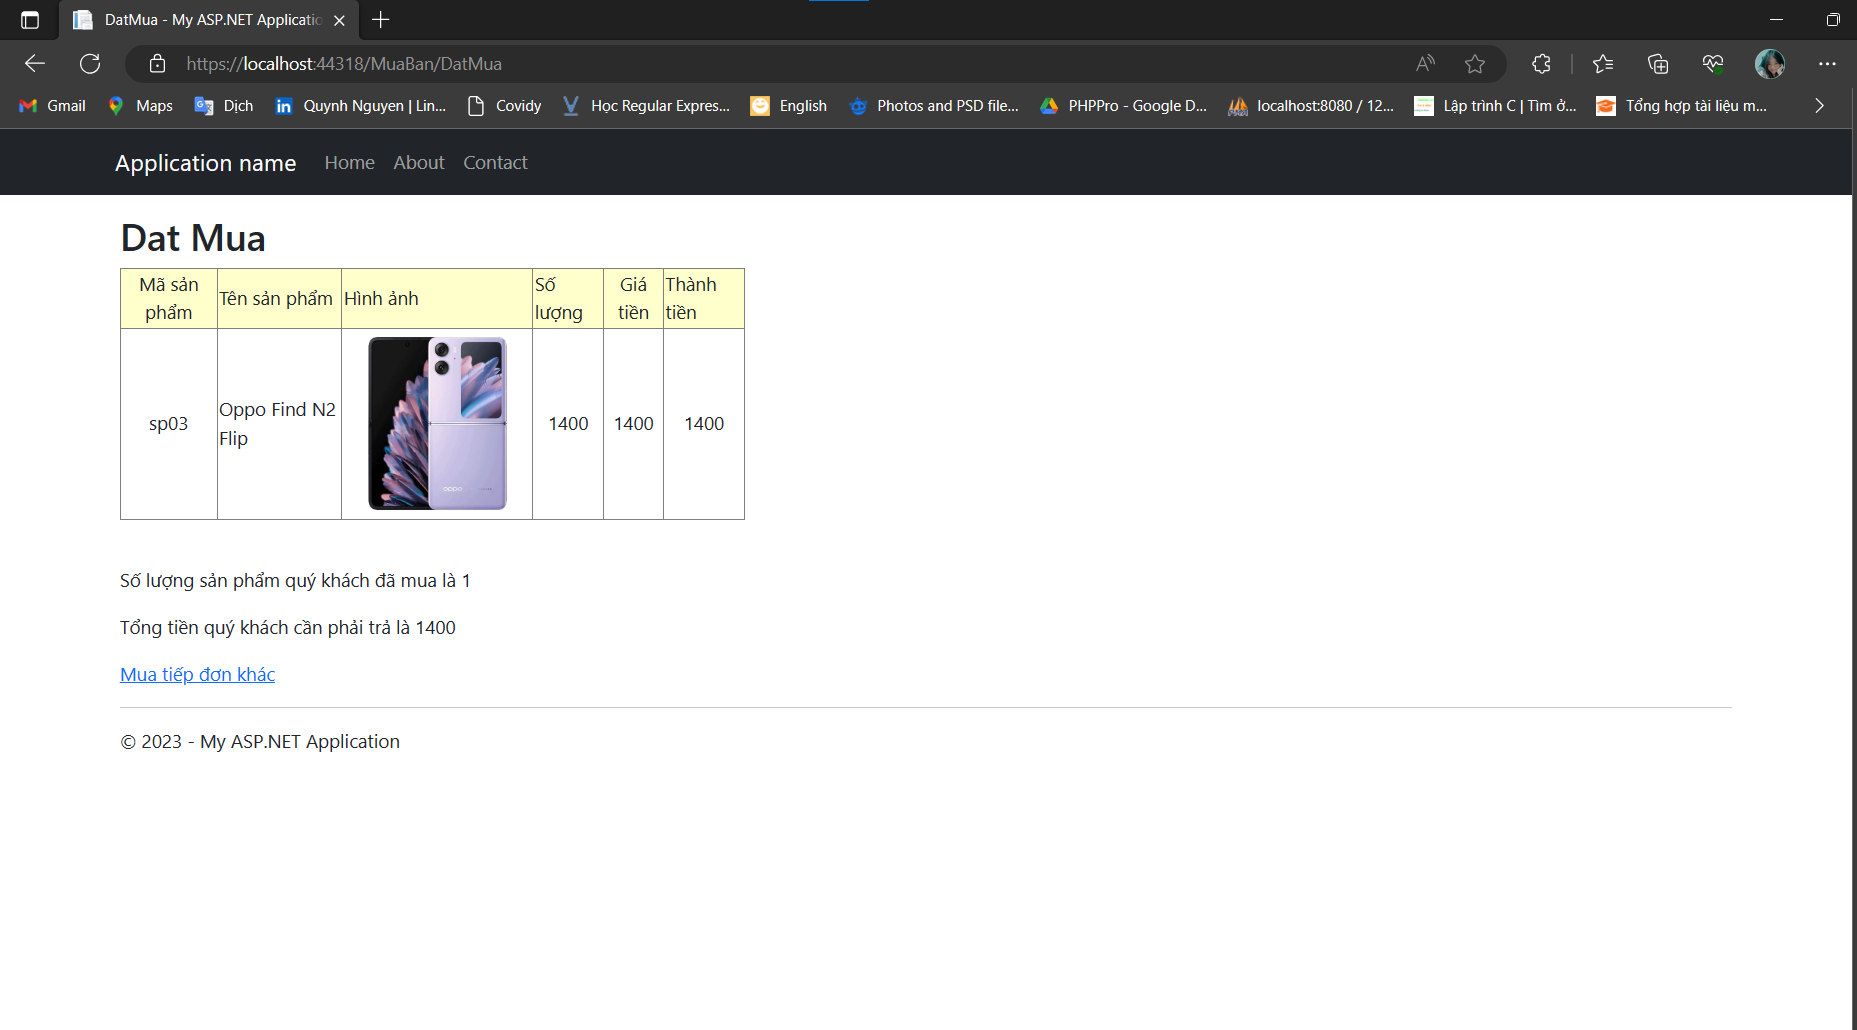 DatMua - My ASP.NET Applicatio
https://localhost:44318/MuaBan/DatMua
Gmail Maps Dịch Quynh Nguyen | Lin... Covidy Học Regular Expres... English Photos and PSD file... PHPPro - Google D... localhost:8080 / 12... Lập trình C | Tìm ở... Tổng hợp tài liệu m...
Application name Home About Contact
Dat Mua
Mã sản phẩm Tên sản phẩm Hình ảnh Số lượng Giá tiền Thành tiền
sp03 Oppo Find N2 Flip oppo 1400 1400 1400
Số lượng sản phẩm quý khách đã mua là 1
Tổng tiền quý khách cần phải trả là 1400
Mua tiếp đơn khác
© 2023 - My ASP.NET Application